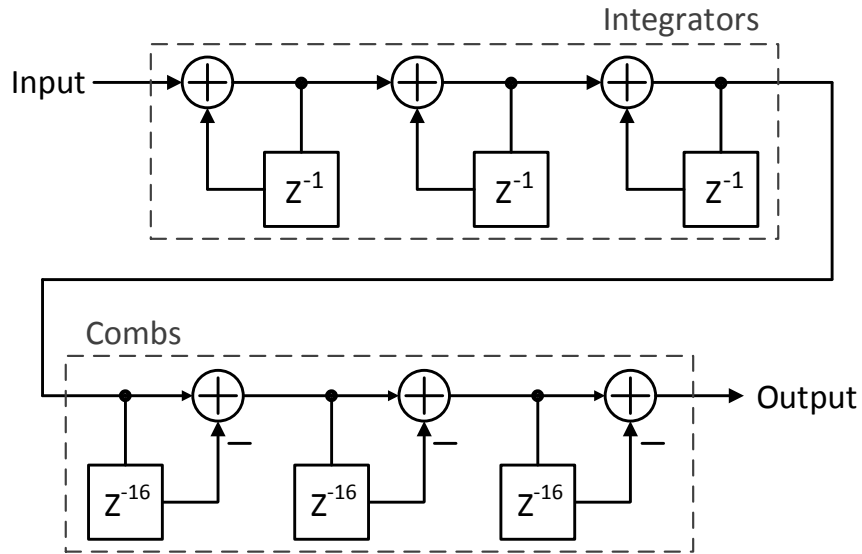 Integrators
Input
Z⁻¹
Z⁻¹
Z⁻¹
Combs
Output
Z⁻¹⁶
Z⁻¹⁶
Z⁻¹⁶